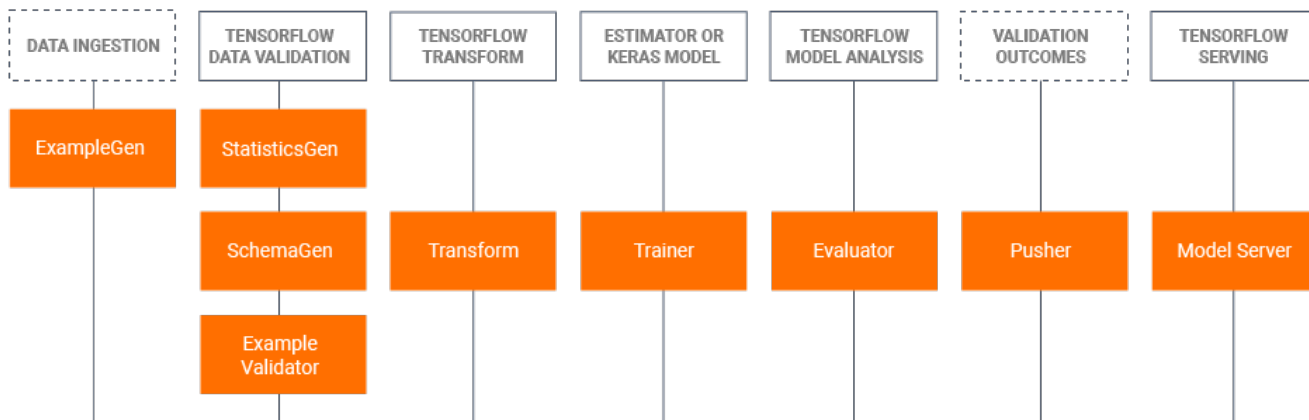 DATA INGESTION
TENSORFLOW
DATA VALIDATION
TENSORFLOW
TRANSFORM
ESTIMATOR OR
KERAS MODEL
TENSORFLOW
MODEL ANALYSIS
VALIDATION
OUTCOMES
TENSORFLOW
SERVING
ExampleGen
StatisticsGen
SchemaGen
Transform
Trainer
Evaluator
Pusher
Model Server
Example
Validator